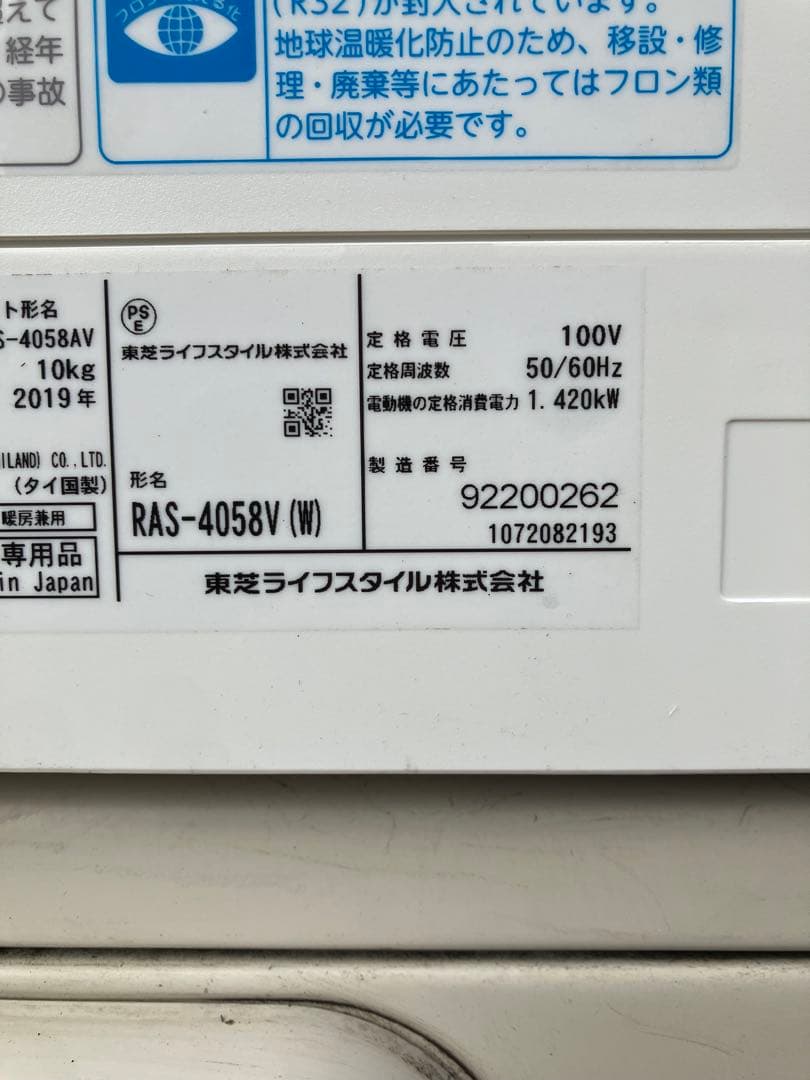 超えて
経年
の事故
(R32)が封入されています。
地球温暖化防止のため、移設・修
理・廃棄等にあたってはフロン類
の回収が必要です。
ト形名
S-4058AV
10kg
2019年
ILAND) CO.,LTD.
(タイ国製)
暖房兼用
専用品
in Japan
PS
E
東芝ライフスタイル株式会社
形名
RAS-4058V(W)
定格電圧 100V
定格周波数 50/60Hz
電動機の定格消費電力 1.420kW
製造番号
92200262
1072082193
東芝ライフスタイル株式会社